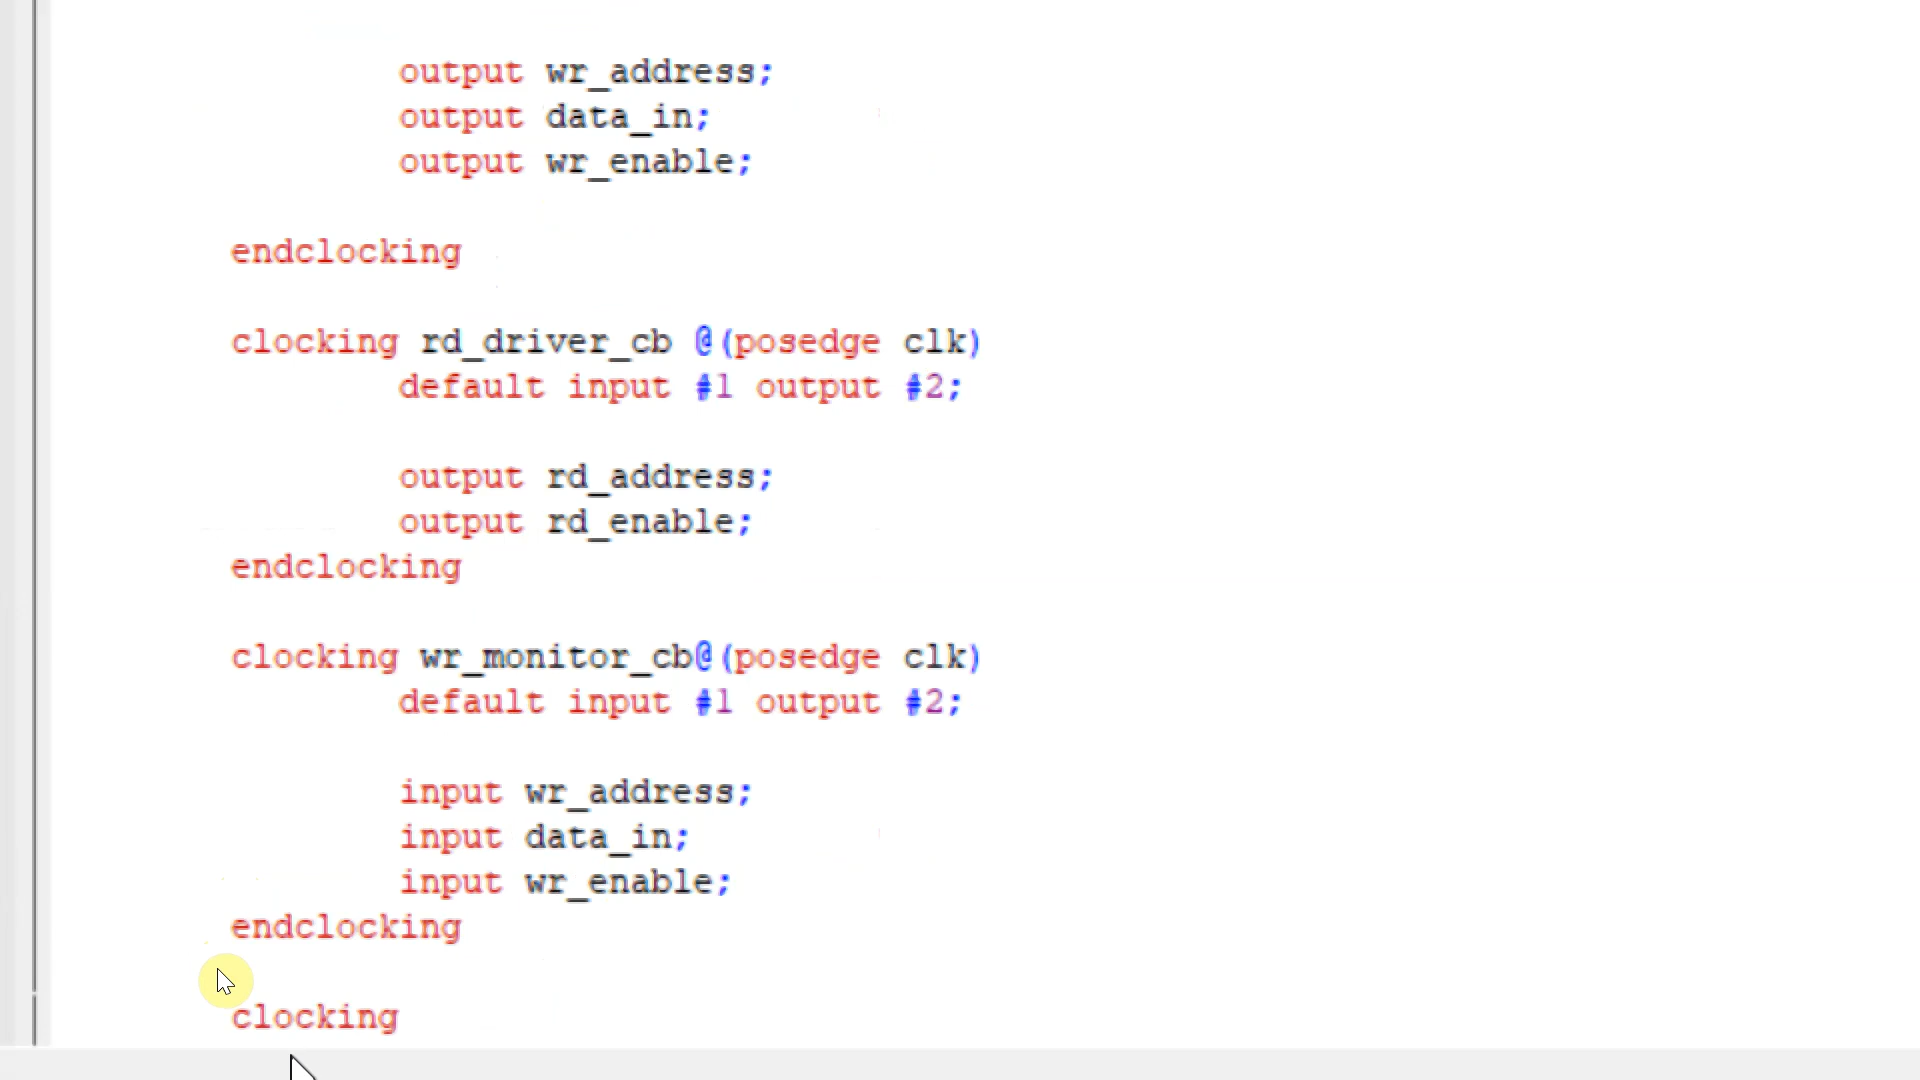 output wr_address;
output data_in;
output wr_enable;
endclocking
clocking rd_driver_cb @(posedge clk)
default input #1 output #2;
output rd_address;
output rd_enable;
endclocking
clocking wr_monitor_cb@(posedge clk)
default input #1 output #2;
input wr_address;
input data_in;
input wr_enable;
endclocking
clocking